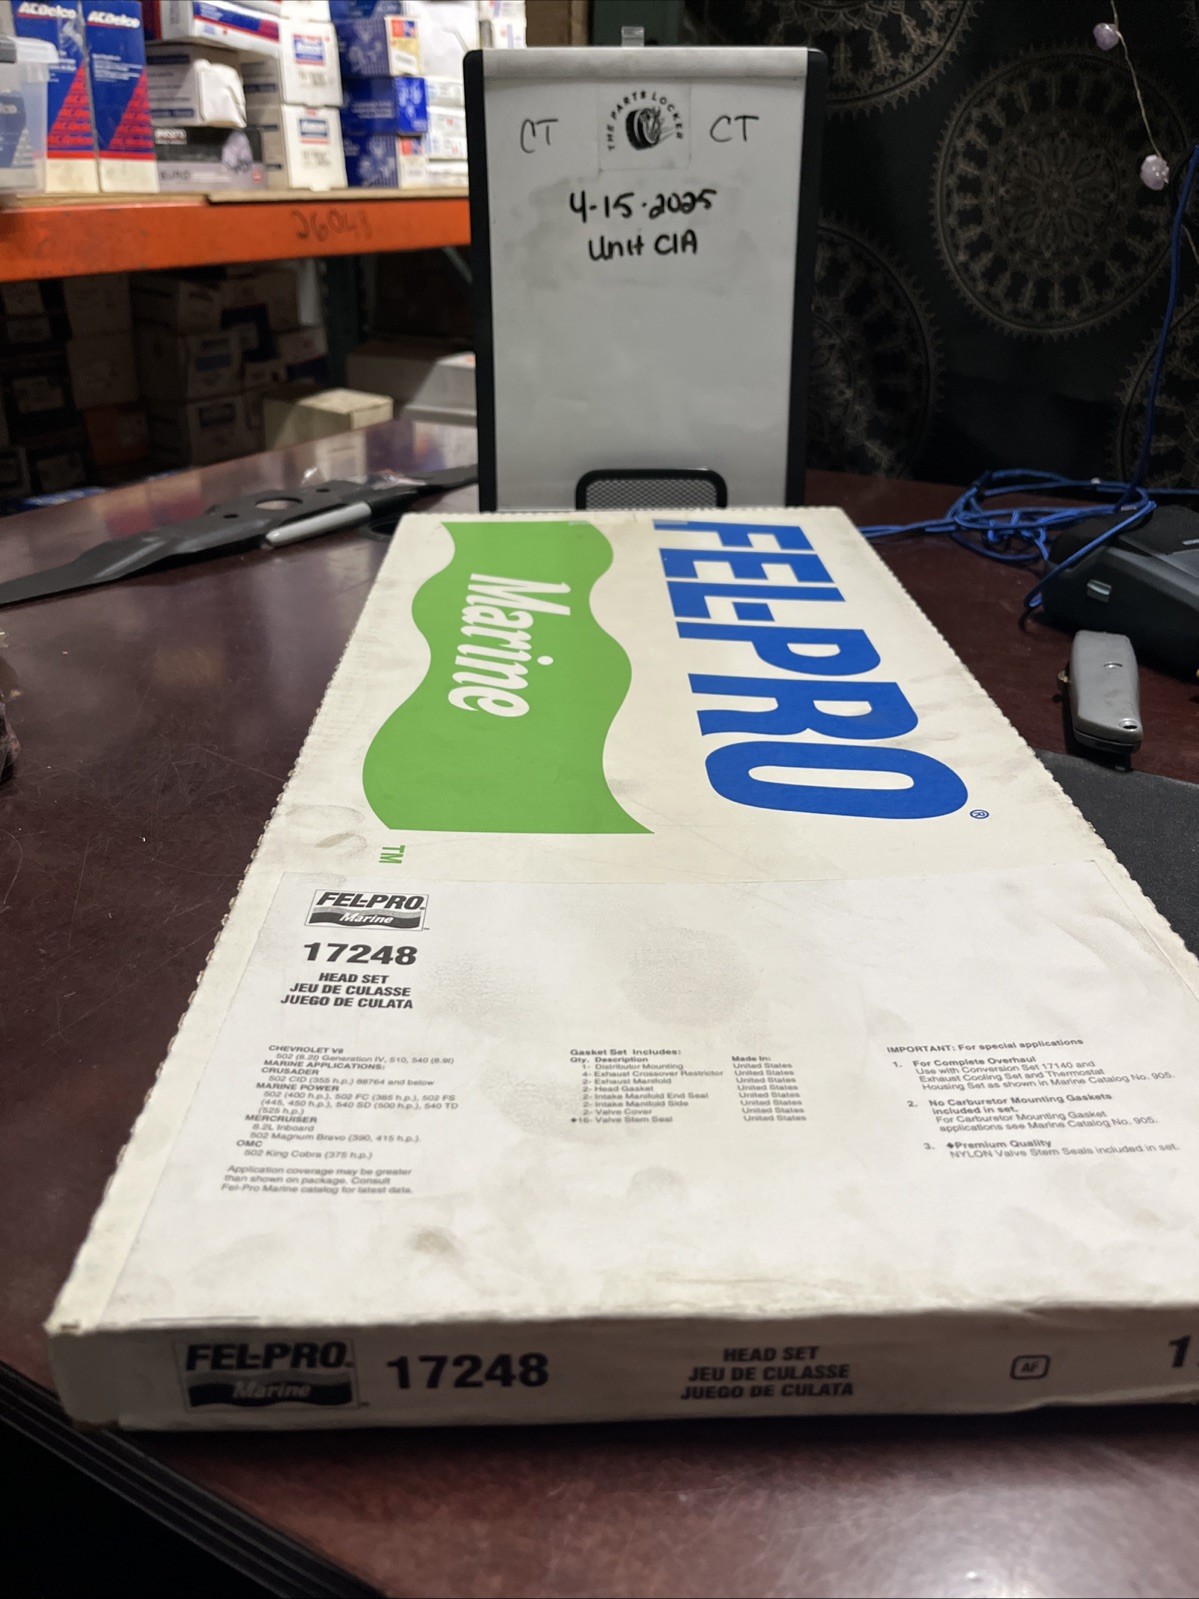 ACDelco
ACDelco
CT
THE PARTS LOCKER
CT
4-15-2025
Unit C1A
26048
FEL-PRO®
Marine
TM
FEL-PRO
Marine
17248
HEAD SET
JEU DE CULASSE
JUEGO DE CULATA
CHEVROLET V8
502 (8.2l) Generation IV, 510, 540 (8.9l)
MARINE APPLICATIONS:
CRUSADER
502 CID (355 h.p.) 88764 and below
MARINE POWER
502 (400 h.p.), 502 FC (385 h.p.), 502 FS
(445, 450 h.p.), 540 SD (500 h.p.), 540 TD
(525 h.p.)
MERCRUISER
8.2L Inboard
502 Magnum Bravo (390, 415 h.p.)
OMC
502 King Cobra (375 h.p.)
Application coverage may be greater
than shown on package. Consult
Fel-Pro Marine catalog for latest data.
Gasket Set Includes:
Qty. Description Made In:
1- Distributor Mounting United States
4- Exhaust Crossover Restrictor United States
2- Exhaust Manifold United States
2- Head Gasket United States
2- Intake Manifold End Seal United States
2- Intake Manifold Side United States
2- Valve Cover United States
◆16- Valve Stem Seal United States
IMPORTANT: For special applications
1. For Complete Overhaul
Use with Conversion Set 17140 and
Exhaust Cooling Set and Thermostat
Housing Set as shown in Marine Catalog No. 905.
2. No Carburetor Mounting Gaskets
included in set.
For Carburetor Mounting Gasket
applications see Marine Catalog No. 905.
3. ◆Premium Quality
NYLON Valve Stem Seals included in set.
FEL-PRO
Marine
17248
HEAD SET
JEU DE CULASSE
JUEGO DE CULATA
AF
1